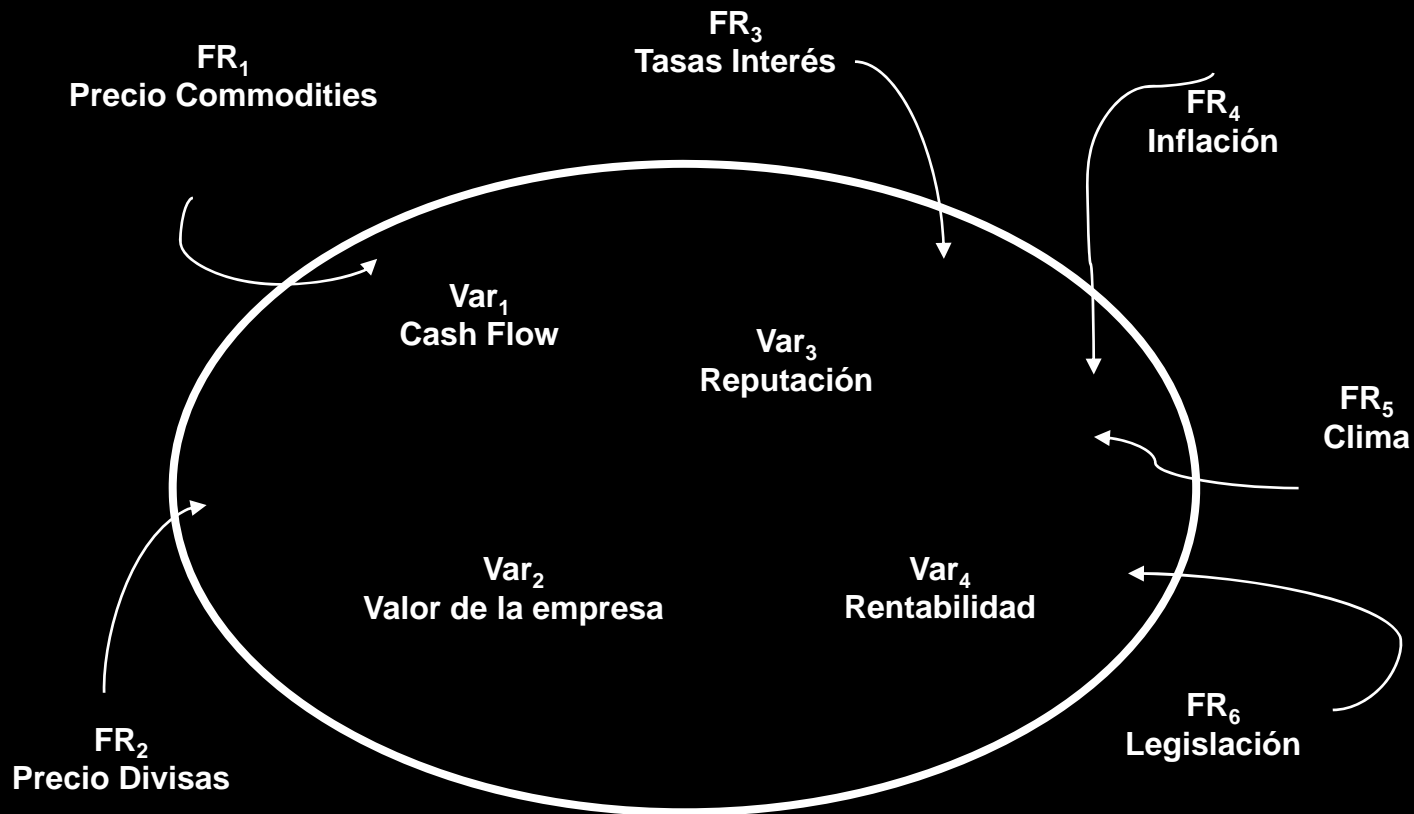 FR₃
Tasas Interés
FR₁
Precio Commodities
FR₄
Inflación
Var₁
Cash Flow
Var₃
Reputación
FR₅
Clima
Var₂
Valor de la empresa
Var₄
Rentabilidad
FR₆
Legislación
FR₂
Precio Divisas